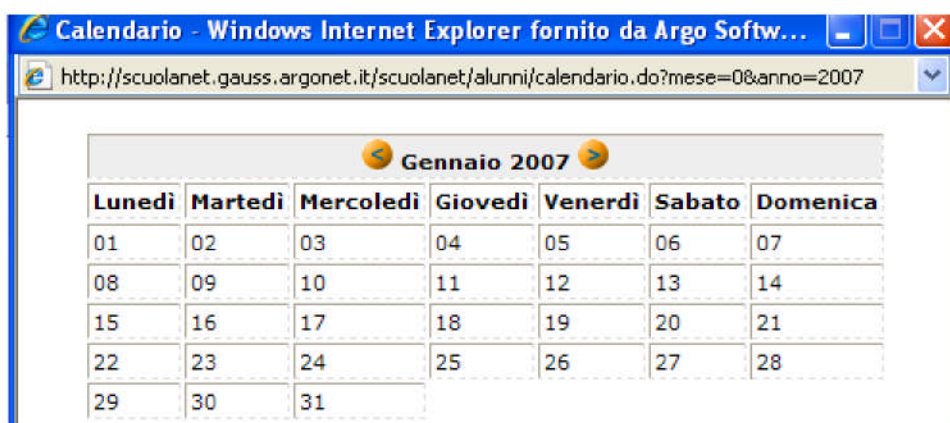 Calendario - Windows Internet Explorer fornito da Argo Softw...
http://scuolanet.gauss.argonet.it/scuolanet/alunni/calendario.do?mese=0&anno=2007
< Gennaio 2007 >
Lunedì Martedì Mercoledì Giovedì Venerdì Sabato Domenica
01 02 03 04 05 06 07
08 09 10 11 12 13 14
15 16 17 18 19 20 21
22 23 24 25 26 27 28
29 30 31